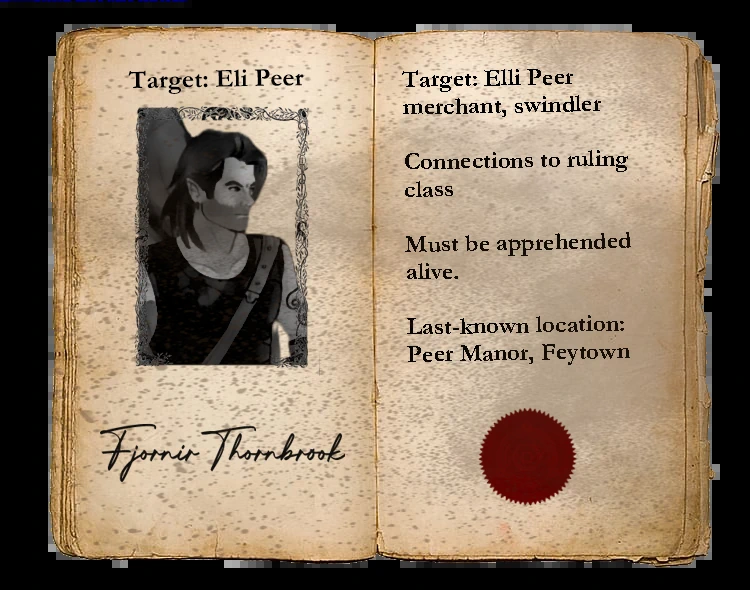 Target: Eli Peer
Fjornir Thornbrook
Target: Elli Peer
merchant, swindler
Connections to ruling
class
Must be apprehended
alive.
Last-known location:
Peer Manor, Feytown